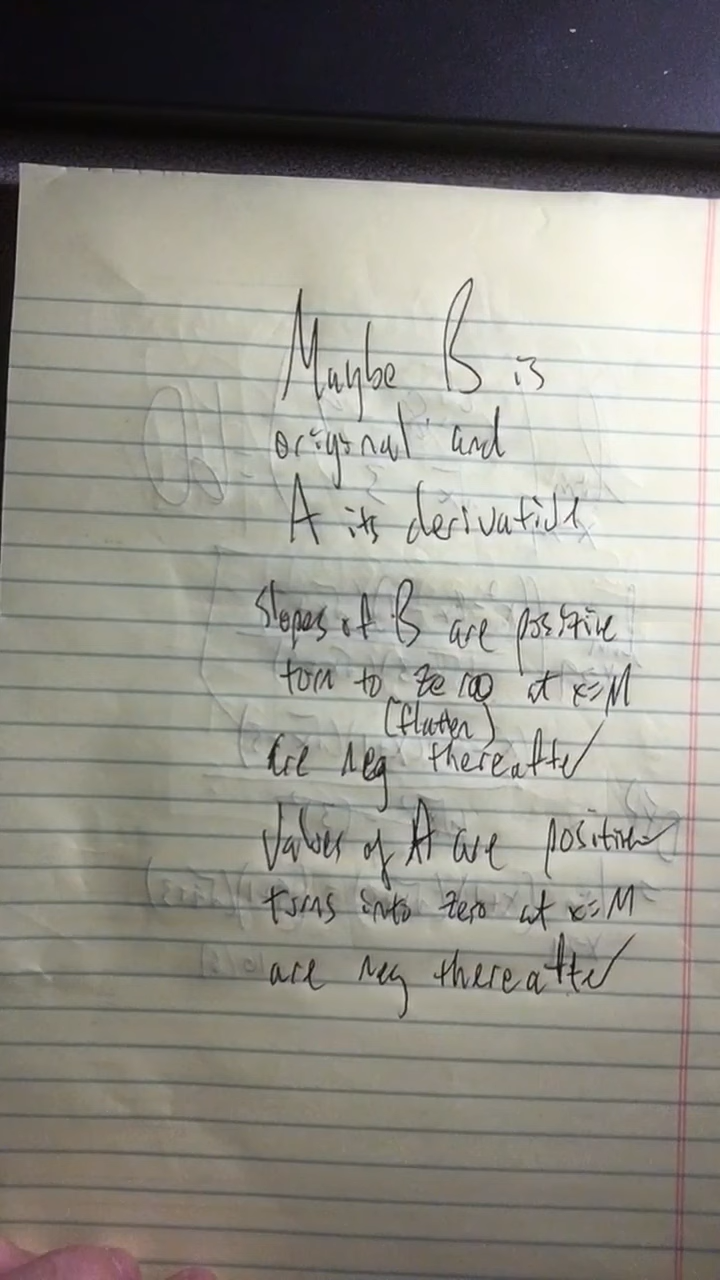 Maybe B is
original and
A its derivative
Slopes of B are positive
turn to zero at x=M
(flatten)
are neg thereafter
Values of A are positive
turns into zero at x=M
are neg thereafter